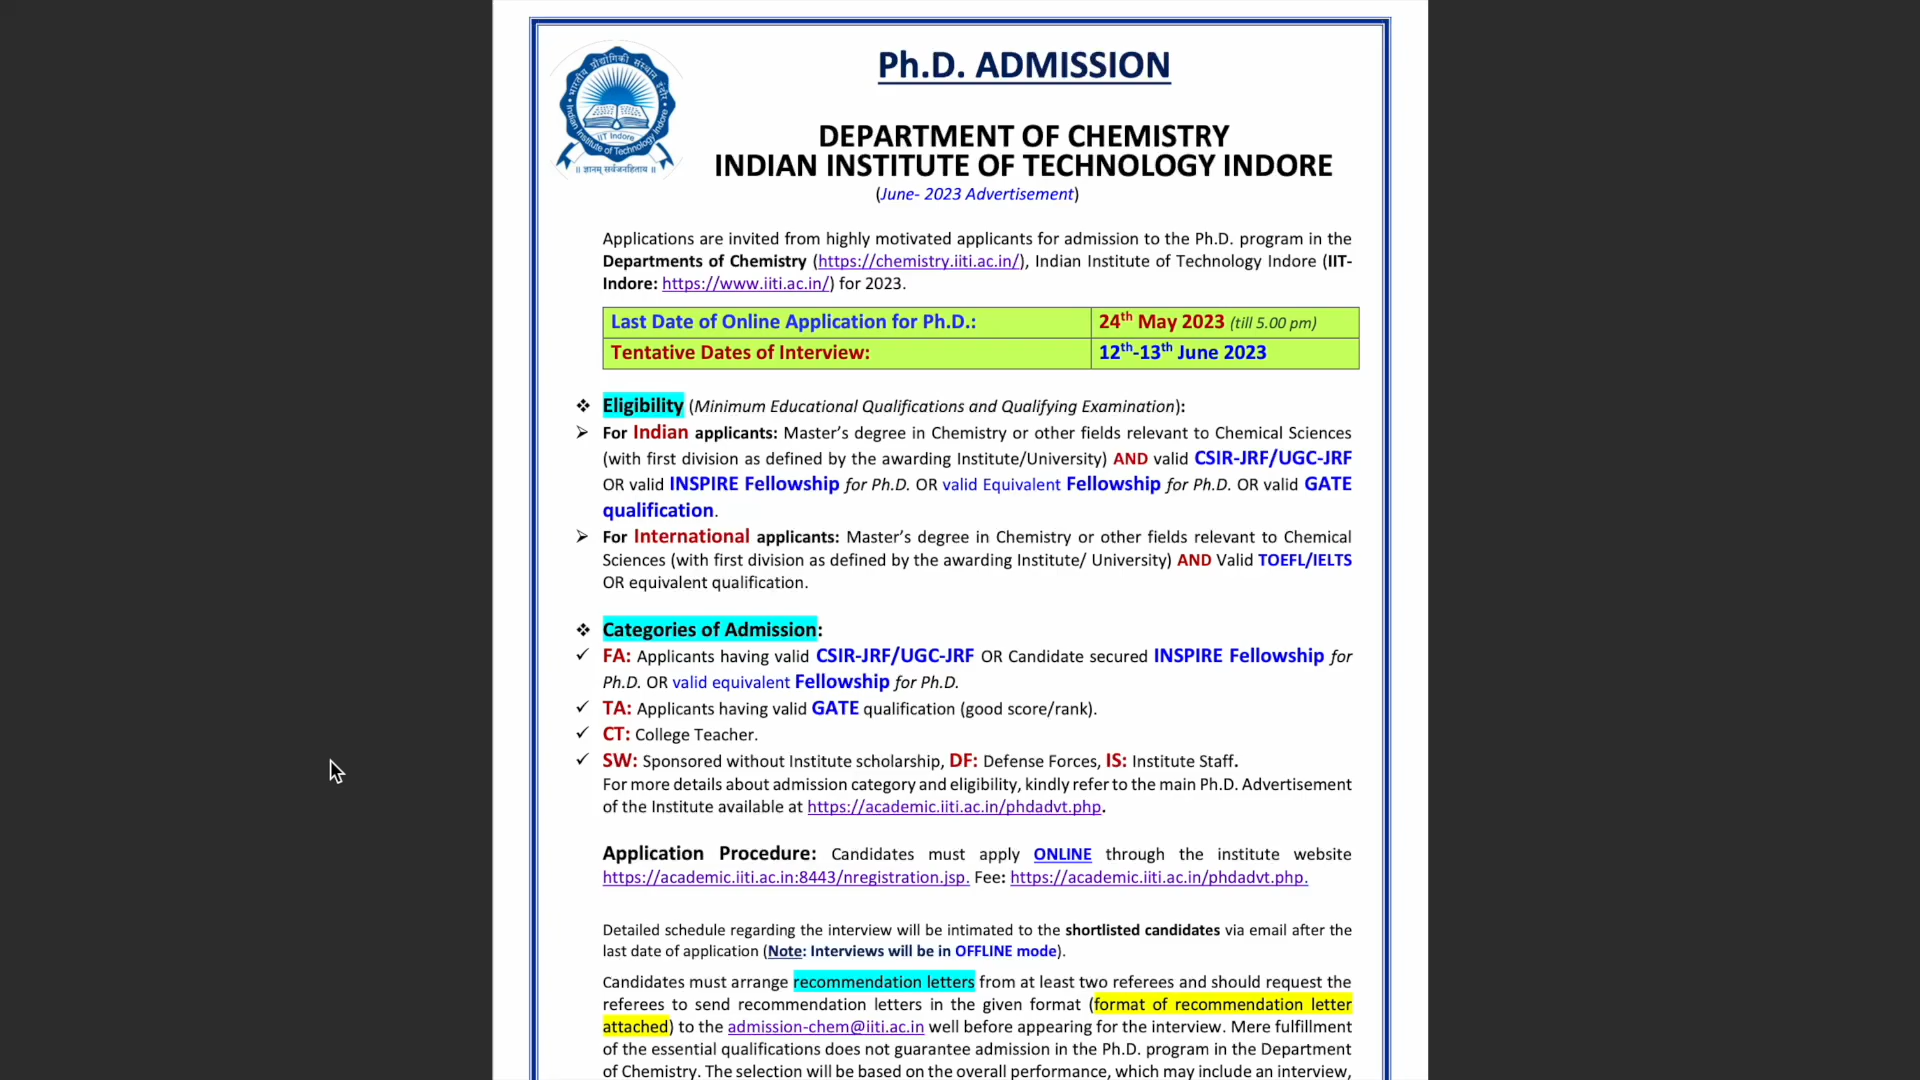 Ph.D. ADMISSION
भारतीय प्रौद्योगिकी संस्थान इंदौर
IIT Indore
Indian Institute of Technology Indore
|| ज्ञानम् सर्वजनहिताय ||
DEPARTMENT OF CHEMISTRY
INDIAN INSTITUTE OF TECHNOLOGY INDORE
(June- 2023 Advertisement)
Applications are invited from highly motivated applicants for admission to the Ph.D. program in the
Departments of Chemistry (https://chemistry.iiti.ac.in/), Indian Institute of Technology Indore (IIT-
Indore: https://www.iiti.ac.in/) for 2023.
Last Date of Online Application for Ph.D.: 24th May 2023 (till 5.00 pm)
Tentative Dates of Interview: 12th-13th June 2023
❖ Eligibility (Minimum Educational Qualifications and Qualifying Examination):
➢ For Indian applicants: Master’s degree in Chemistry or other fields relevant to Chemical Sciences
(with first division as defined by the awarding Institute/University) AND valid CSIR-JRF/UGC-JRF
OR valid INSPIRE Fellowship for Ph.D. OR valid Equivalent Fellowship for Ph.D. OR valid GATE
qualification.
➢ For International applicants: Master’s degree in Chemistry or other fields relevant to Chemical
Sciences (with first division as defined by the awarding Institute/ University) AND Valid TOEFL/IELTS
OR equivalent qualification.
❖ Categories of Admission:
✓ FA: Applicants having valid CSIR-JRF/UGC-JRF OR Candidate secured INSPIRE Fellowship for
Ph.D. OR valid equivalent Fellowship for Ph.D.
✓ TA: Applicants having valid GATE qualification (good score/rank).
✓ CT: College Teacher.
✓ SW: Sponsored without Institute scholarship, DF: Defense Forces, IS: Institute Staff.
For more details about admission category and eligibility, kindly refer to the main Ph.D. Advertisement
of the Institute available at https://academic.iiti.ac.in/phdadvt.php.
Application Procedure: Candidates must apply ONLINE through the institute website
https://academic.iiti.ac.in:8443/nregistration.jsp. Fee: https://academic.iiti.ac.in/phdadvt.php.
Detailed schedule regarding the interview will be intimated to the shortlisted candidates via email after the
last date of application (Note: Interviews will be in OFFLINE mode).
Candidates must arrange recommendation letters from at least two referees and should request the
referees to send recommendation letters in the given format (format of recommendation letter
attached) to the admission-chem@iiti.ac.in well before appearing for the interview. Mere fulfillment
of the essential qualifications does not guarantee admission in the Ph.D. program in the Department
of Chemistry. The selection will be based on the overall performance, which may include an interview,